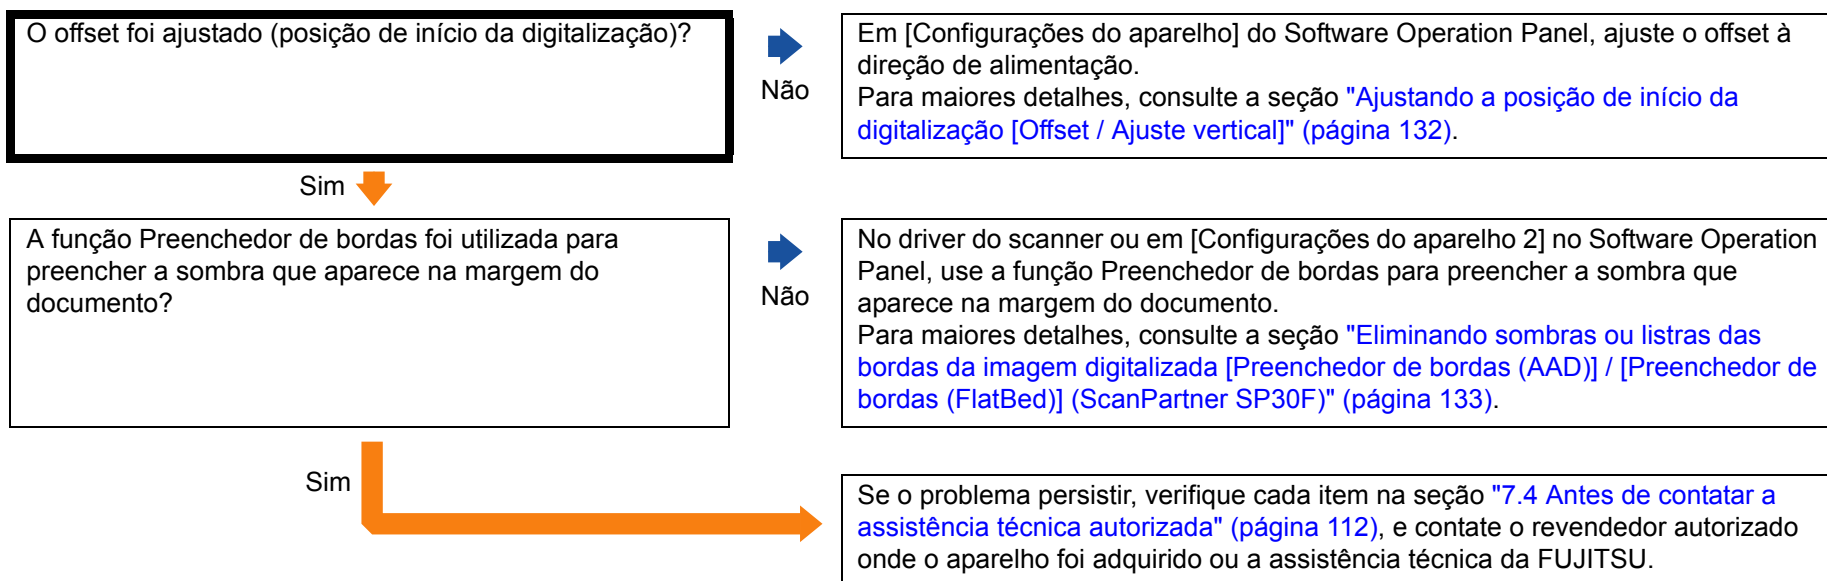 O offset foi ajustado (posição de início da digitalização)?
Não
Em [Configurações do aparelho] do Software Operation Panel, ajuste o offset à
direção de alimentação.
Para maiores detalhes, consulte a seção "Ajustando a posição de início da
digitalização [Offset / Ajuste vertical]" (página 132).
Sim
A função Preenchedor de bordas foi utilizada para
preencher a sombra que aparece na margem do
documento?
Não
No driver do scanner ou em [Configurações do aparelho 2] no Software Operation
Panel, use a função Preenchedor de bordas para preencher a sombra que
aparece na margem do documento.
Para maiores detalhes, consulte a seção "Eliminando sombras ou listras das
bordas da imagem digitalizada [Preenchedor de bordas (AAD)] / [Preenchedor de
bordas (FlatBed)] (ScanPartner SP30F)" (página 133).
Sim
Se o problema persistir, verifique cada item na seção "7.4 Antes de contatar a
assistência técnica autorizada" (página 112), e contate o revendedor autorizado
onde o aparelho foi adquirido ou a assistência técnica da FUJITSU.